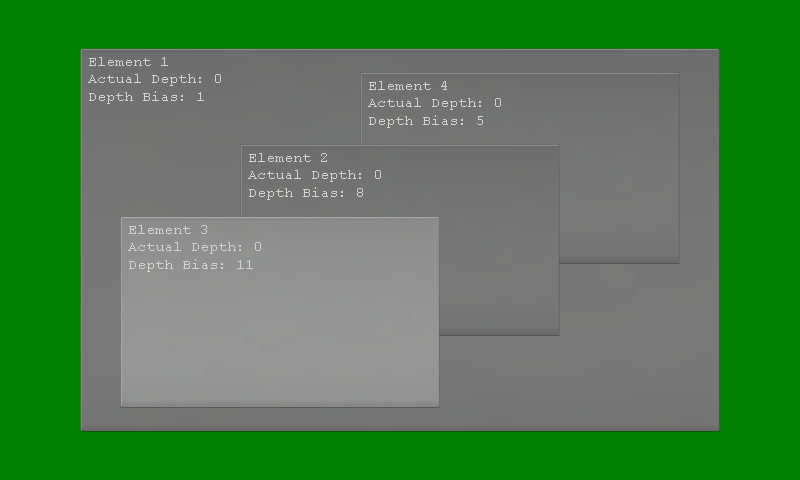 Element 1
Actual Depth: 0
Depth Bias: 1
Element 4
Actual Depth: 0
Depth Bias: 5
Element 2
Actual Depth: 0
Depth Bias: 8
Element 3
Actual Depth: 0
Depth Bias: 11